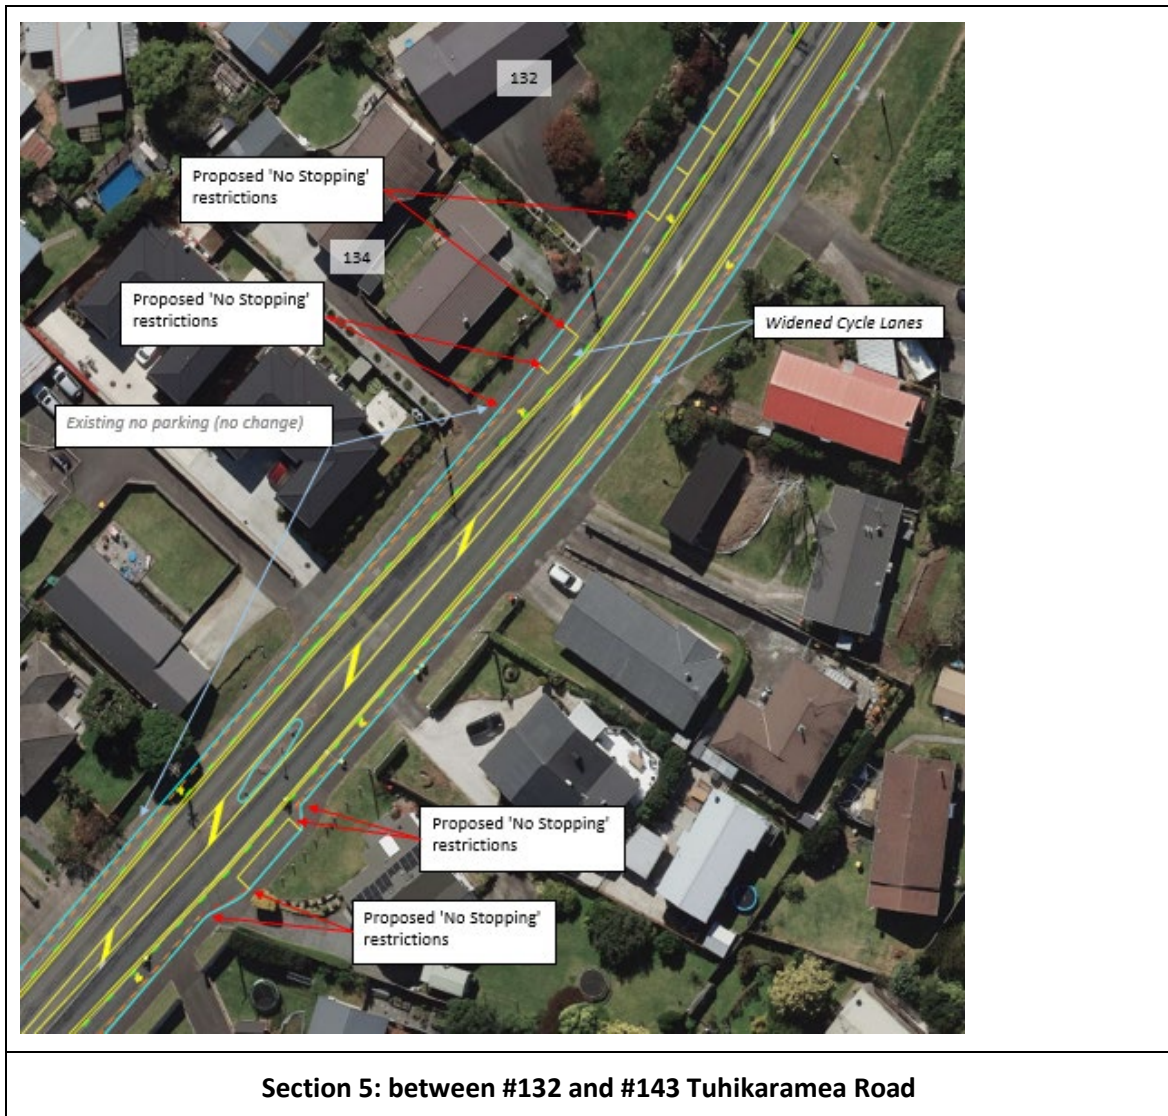 132
Proposed 'No Stopping'
restrictions
134
Proposed 'No Stopping'
restrictions
Widened Cycle Lanes
Existing no parking (no change)
Proposed 'No Stopping'
restrictions
Proposed 'No Stopping'
restrictions
Section 5: between #132 and #143 Tuhikaramea Road